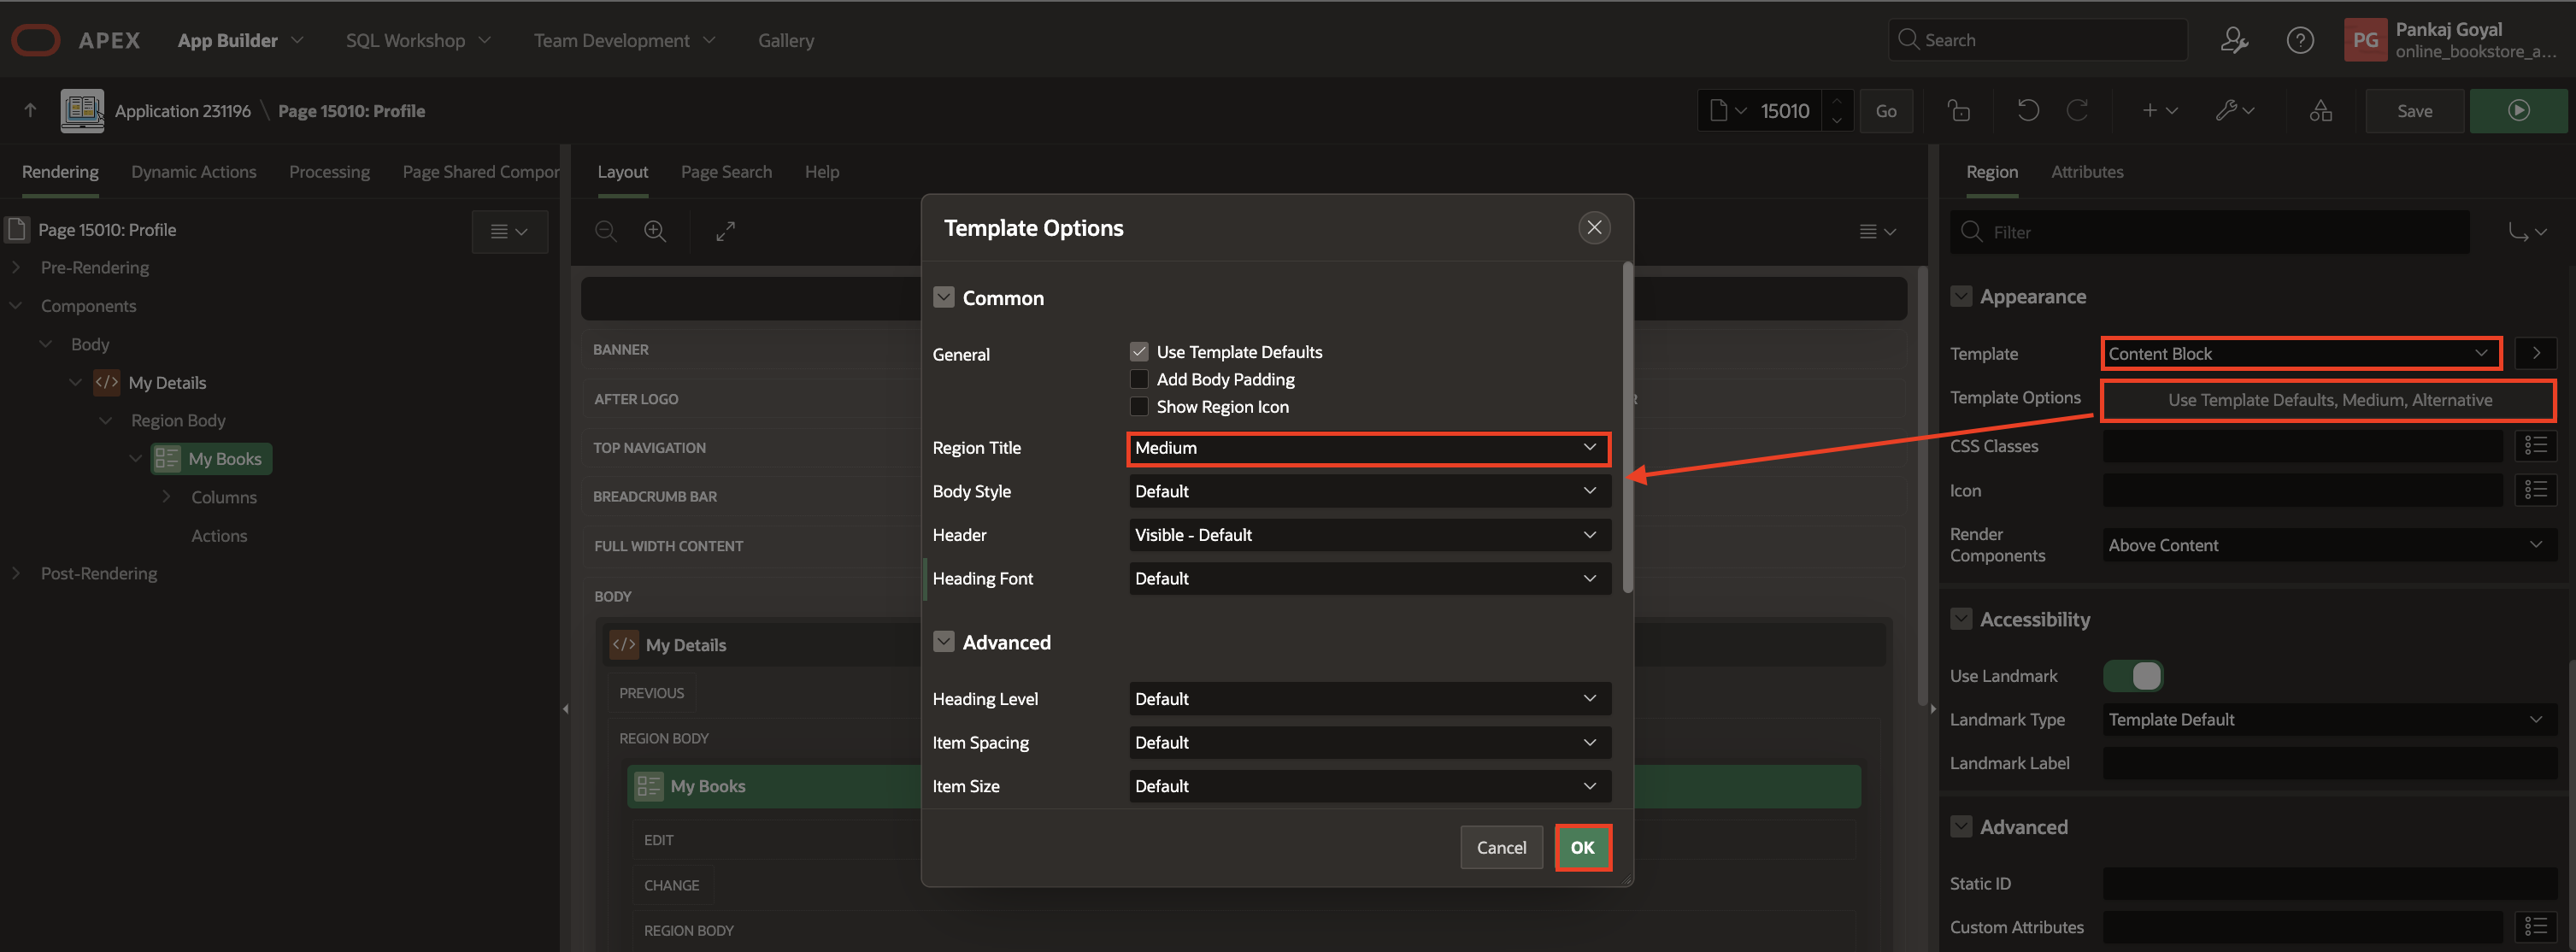 APEX App Builder SQL Workshop Team Development Gallery Search PG Pankaj Goyal
online_bookstore_a...
Application 231196 \ Page 15010: Profile 15010 Go Save
Rendering Dynamic Actions Processing Page Shared Compor
Page 15010: Profile
Pre-Rendering
Components
Body
</> My Details
Region Body
My Books
Columns
Actions
Post-Rendering
Layout Page Search Help
BANNER
AFTER LOGO
TOP NAVIGATION
BREADCRUMB BAR
FULL WIDTH CONTENT
BODY
</> My Details
PREVIOUS
REGION BODY
My Books
EDIT
CHANGE
REGION BODY
Template Options
Common
General
Use Template Defaults
Add Body Padding
Show Region Icon
Region Title Medium
Body Style Default
Header Visible - Default
Heading Font Default
Advanced
Heading Level Default
Item Spacing Default
Item Size Default
Cancel OK
Region Attributes
Filter
Appearance
Template Content Block
Template Options Use Template Defaults, Medium, Alternative
CSS Classes
Icon
Render
Components Above Content
Accessibility
Use Landmark
Landmark Type Template Default
Landmark Label
Advanced
Static ID
Custom Attributes